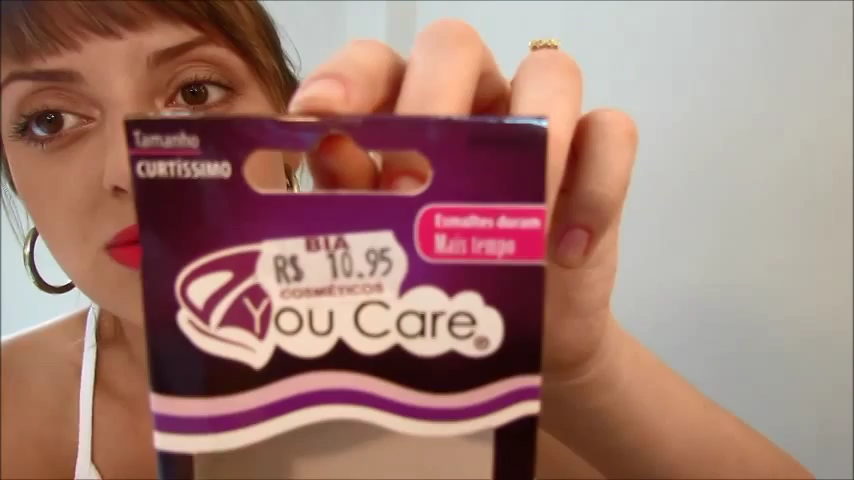 Tamanho
CURTÍSSIMO
Esmaltes duram
Mais tempo
BIA
R$ 10.95
COSMÉTICOS
You Care®